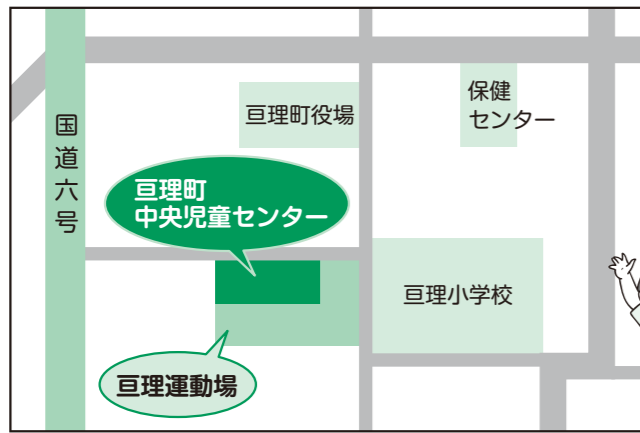 国道六号
亘理町役場
保健
センター
亘理町
中央児童センター
亘理小学校
亘理運動場